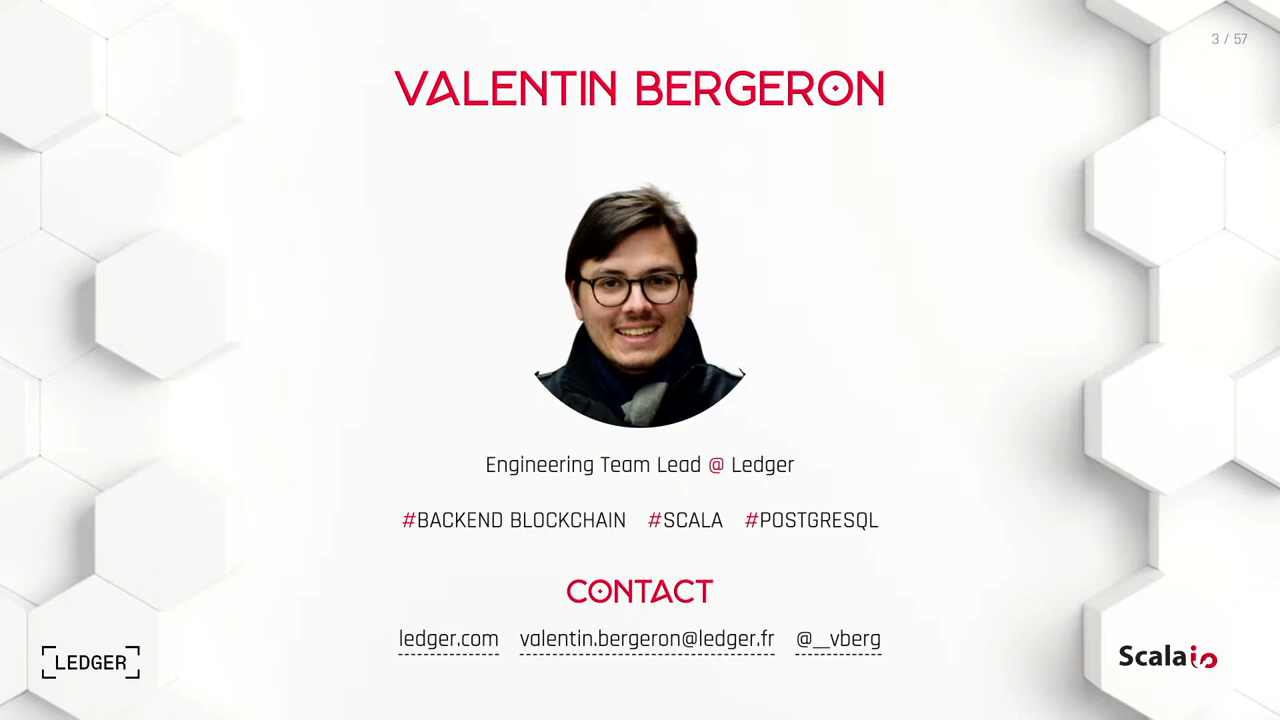 3 / 57
VALENTIN BERGERON
Engineering Team Lead @ Ledger
#BACKEND BLOCKCHAIN #SCALA #POSTGRESQL
CONTACT
ledger.com valentin.bergeron@ledger.fr @__vberg
[LEDGER]
Scala io